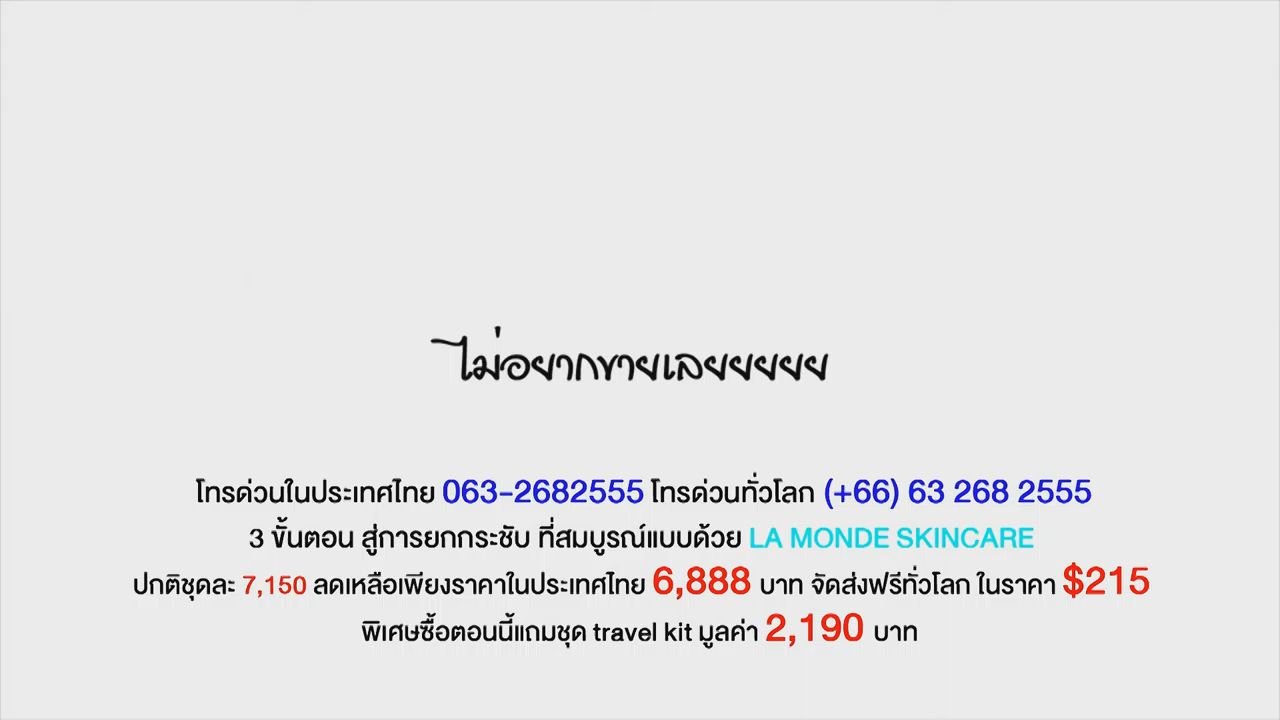 ไม่อยากขายเลยยยยย
โทรด่วนในประเทศไทย 063-2682555 โทรด่วนทั่วโลก (+66) 63 268 2555
3 ขั้นตอน สู่การยกกระชับ ที่สมบูรณ์แบบด้วย LA MONDE SKINCARE
ปกติชุดละ 7,150 ลดเหลือเพียงราคาในประเทศไทย 6,888 บาท จัดส่งฟรีทั่วโลก ในราคา $215
พิเศษซื้อตอนนี้แถมชุด travel kit มูลค่า 2,190 บาท